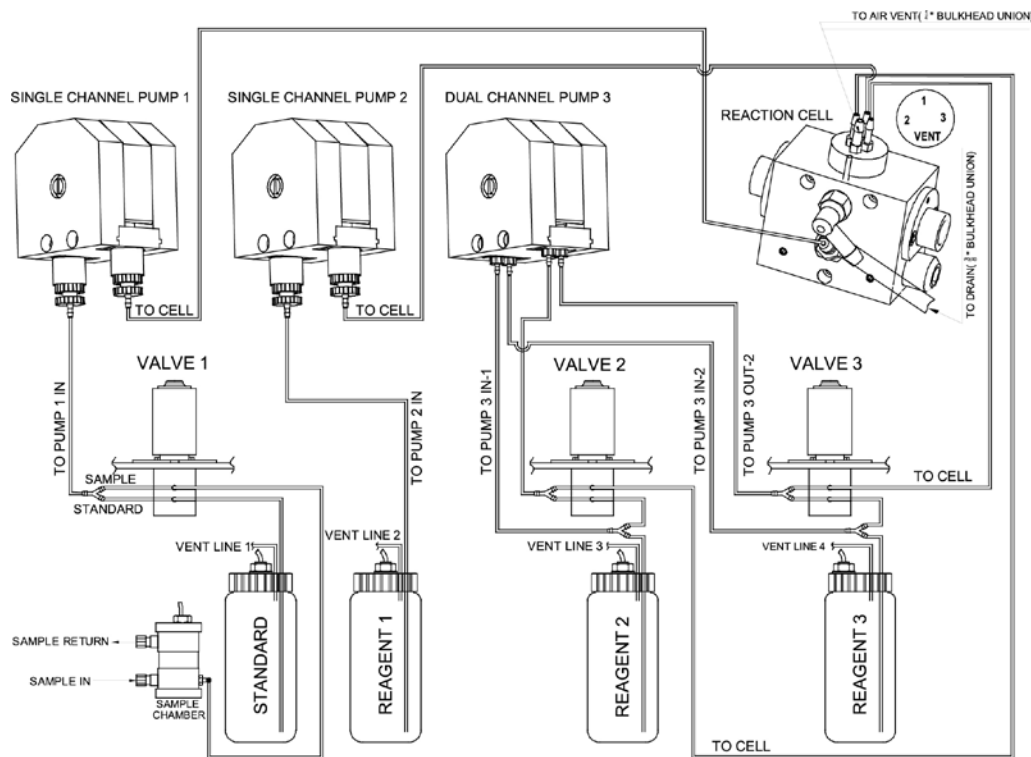 TO AIR VENT( " BULKHEAD UNION)
SINGLE CHANNEL PUMP 1
SINGLE CHANNEL PUMP 2
DUAL CHANNEL PUMP 3
REACTION CELL
1
2
3
VENT
TO DRAIN( " BULKHEAD UNION)
TO CELL
TO CELL
VALVE 1
VALVE 2
VALVE 3
TO PUMP 1 IN
TO PUMP 2 IN
TO PUMP 3 IN-1
TO PUMP 3 IN-2
TO PUMP 3 OUT-2
SAMPLE
STANDARD
TO CELL
VENT LINE 1
VENT LINE 2
VENT LINE 3
VENT LINE 4
STANDARD
REAGENT 1
REAGENT 2
REAGENT 3
SAMPLE RETURN
SAMPLE IN
SAMPLE
CHAMBER
TO CELL